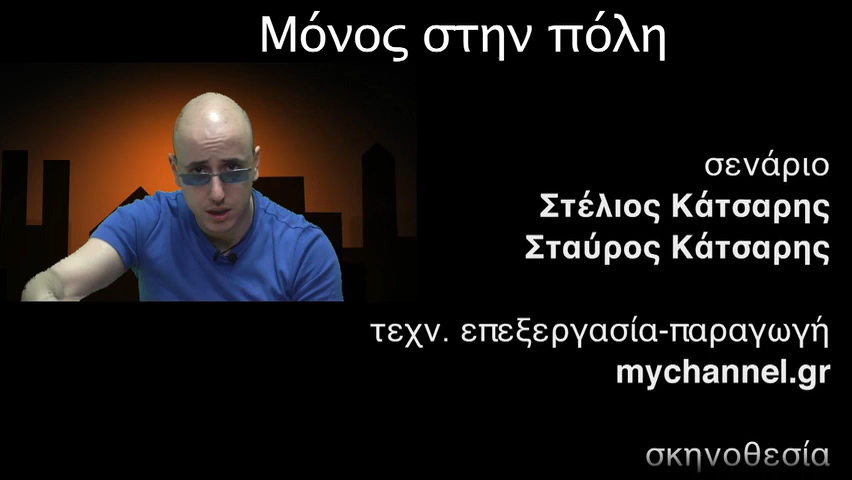 Μόνος στην πόλη
σενάριο
Στέλιος Κάτσαρης
Σταύρος Κάτσαρης
τεχν. επεξεργασία-παραγωγή
mychannel.gr
σκηνοθεσία